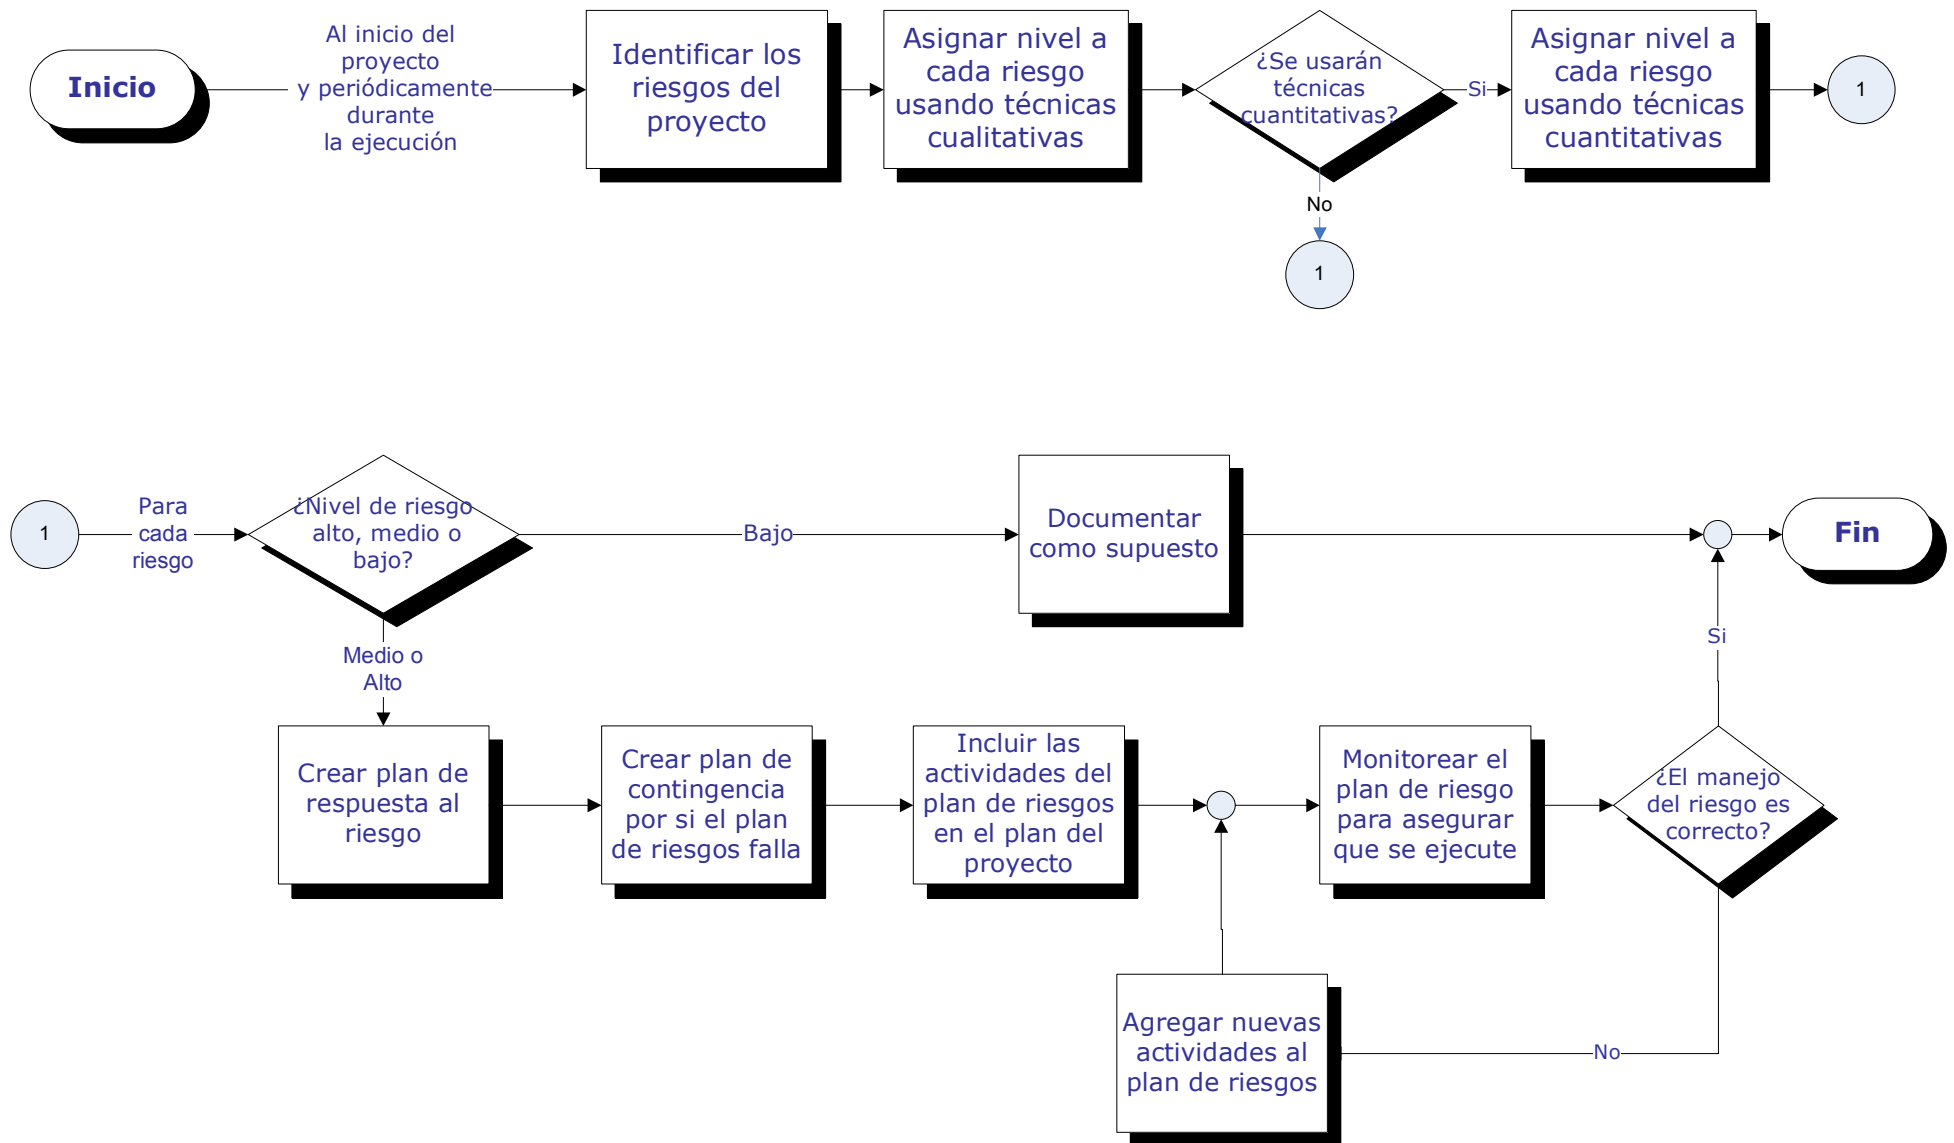 Inicio
Al inicio del
proyecto
y periódicamente
durante
la ejecución
Identificar los
riesgos del
proyecto
Asignar nivel a
cada riesgo
usando técnicas
cualitativas
¿Se usarán
técnicas
cuantitativas?
Si
Asignar nivel a
cada riesgo
usando técnicas
cuantitativas
1
No
1
1
Para
cada
riesgo
¿Nivel de riesgo
alto, medio o
bajo?
Bajo
Documentar
como supuesto
Fin
Si
Medio o
Alto
Crear plan de
respuesta al
riesgo
Crear plan de
contingencia
por si el plan
de riesgos falla
Incluir las
actividades del
plan de riesgos
en el plan del
proyecto
Monitorear el
plan de riesgo
para asegurar
que se ejecute
¿El manejo
del riesgo es
correcto?
Agregar nuevas
actividades al
plan de riesgos
No